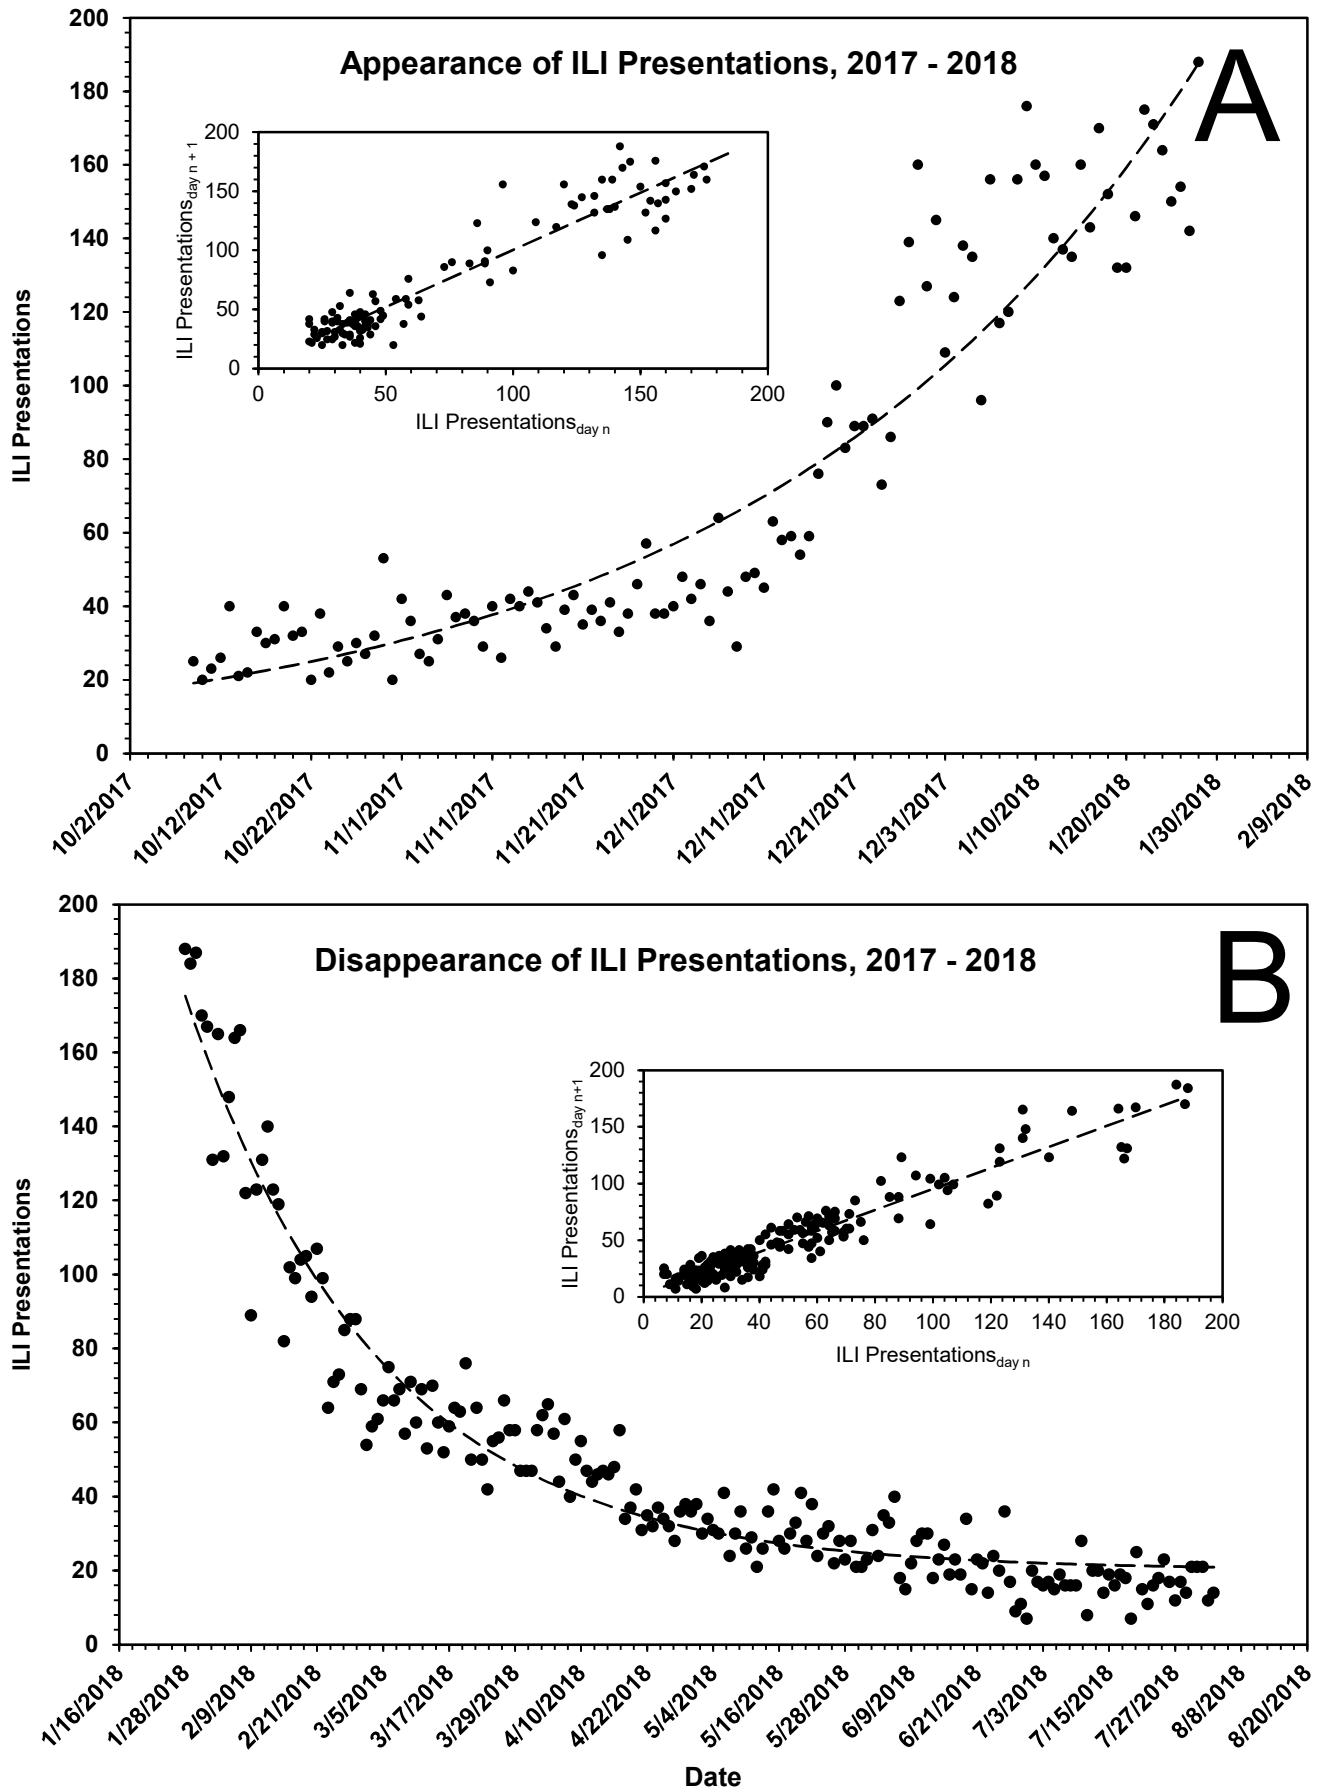 Appearance of ILI Presentations, 2017 - 2018
A
ILI Presentations
200
180
160
140
120
100
80
60
40
20
0
ILI Presentations day n + 1
200
150
100
50
0
0 50 100 150 200
ILI Presentations day n
10/2/2017 10/12/2017 10/22/2017 11/1/2017 11/11/2017 11/21/2017 12/1/2017 12/11/2017 12/21/2017 12/31/2017 1/10/2018 1/20/2018 1/30/2018 2/9/2018
Disappearance of ILI Presentations, 2017 - 2018
B
ILI Presentations
200
180
160
140
120
100
80
60
40
20
0
ILI Presentations day n+1
200
150
100
50
0
0 20 40 60 80 100 120 140 160 180 200
ILI Presentations day n
1/16/2018 1/28/2018 2/9/2018 2/21/2018 3/5/2018 3/17/2018 3/29/2018 4/10/2018 4/22/2018 5/4/2018 5/16/2018 5/28/2018 6/9/2018 6/21/2018 7/3/2018 7/15/2018 7/27/2018 8/8/2018 8/20/2018
Date